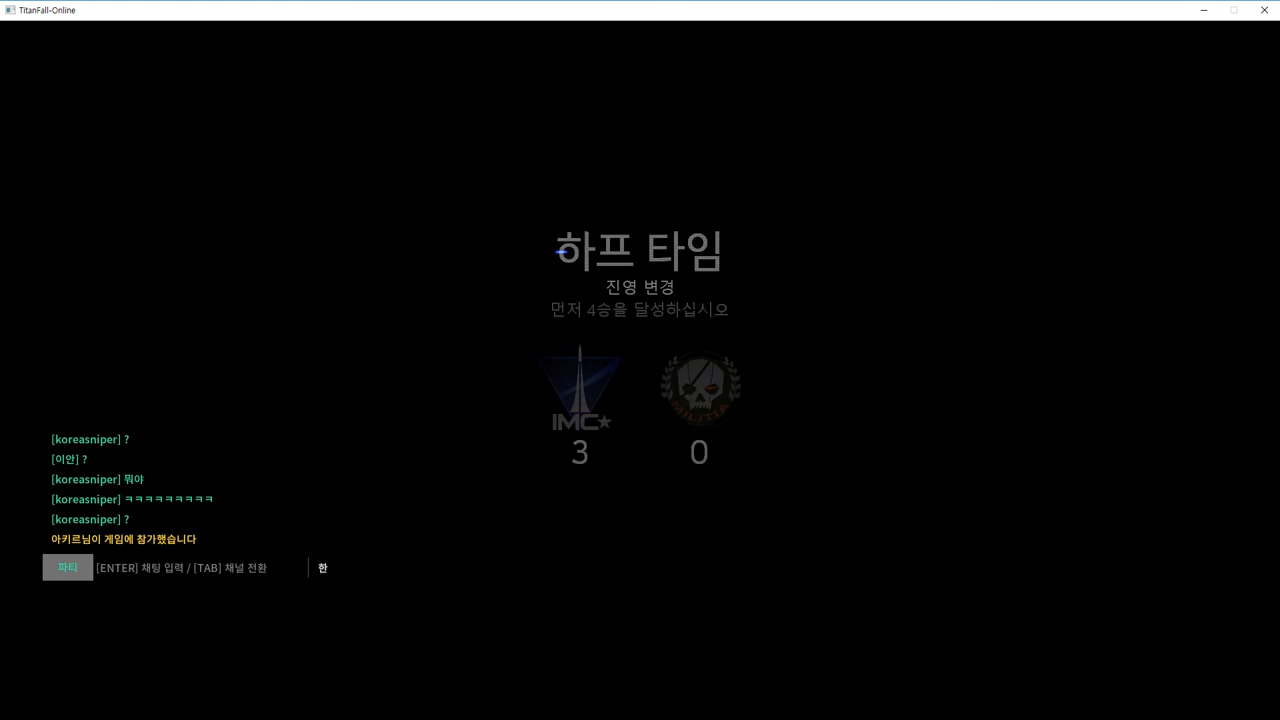 TitanFall-Online
하프 타임
진영 변경
먼저 4승을 달성하십시오
IMC
MILITIA
3
0
[koreasniper] ?
[이안] ?
[koreasniper] 뭐야
[koreasniper] ㅋㅋㅋㅋㅋㅋㅋㅋㅋ
[koreasniper] ?
아키르님이 게임에 참가했습니다
파티 [ENTER] 채팅 입력 / [TAB] 채널 전환 한